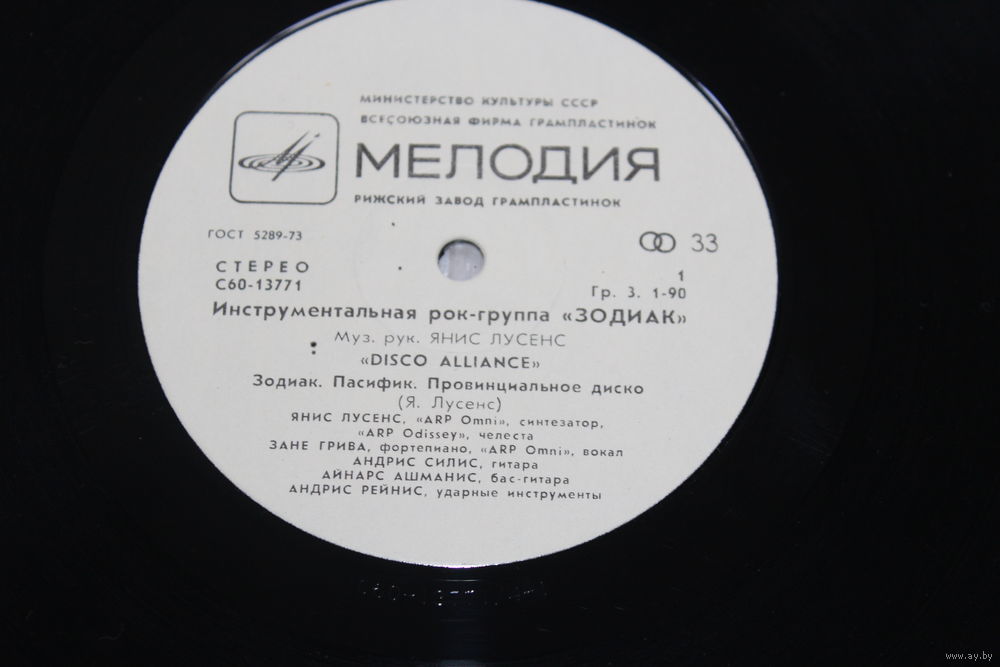 МИНИСТЕРСТВО КУЛЬТУРЫ СССР
ВСЕСОЮЗНАЯ ФИРМА ГРАМПЛАСТИНОК
МЕЛОДИЯ
РИЖСКИЙ ЗАВОД ГРАМПЛАСТИНОК
ГОСТ 5289-73
33
СТЕРЕО
1
С60-13771
Гр. 3. 1-90
Инструментальная рок-группа «ЗОДИАК»
Муз. рук. ЯНИС ЛУСЕНС
«DISCO ALLIANCE»
Зодиак. Пасифик. Провинциальное диско
(Я. Лусенс)
ЯНИС ЛУСЕНС, «ARP Omni», синтезатор,
«ARP Odissey», челеста
ЗАНЕ ГРИВА, фортепиано, «ARP Omni», вокал
АНДРИС СИЛИС, гитара
АЙНАРС АШМАНИС, бас-гитара
АНДРИС РЕЙНИС, ударные инструменты
www.ay.by